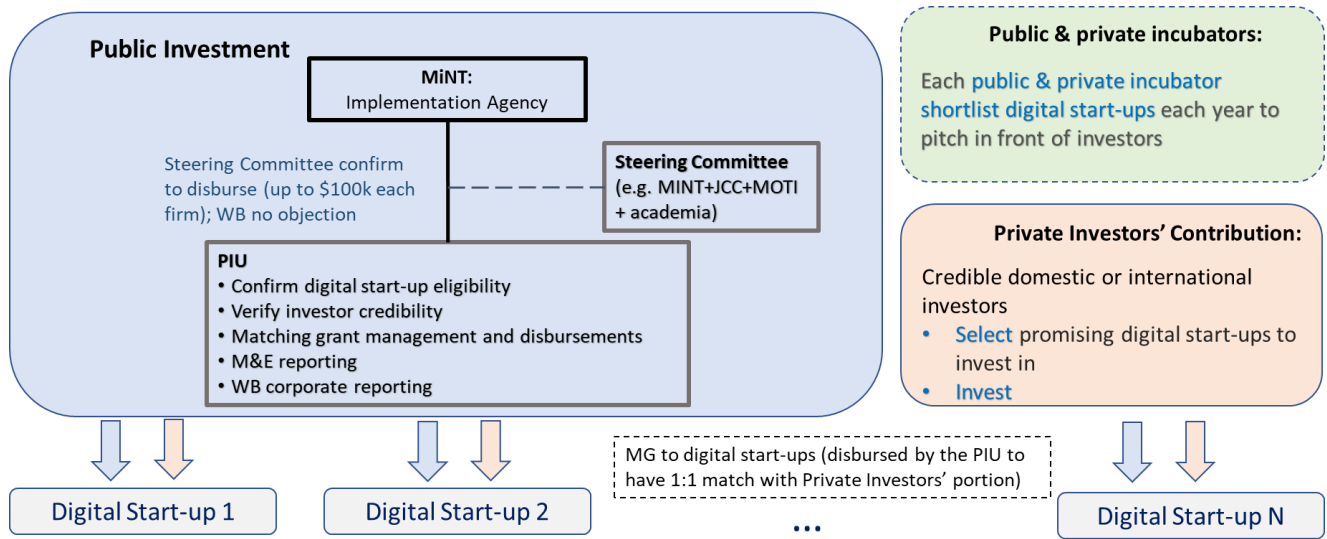 Public Investment
MiNT:
Implementation Agency
Steering Committee confirm
to disburse (up to $100k each
firm); WB no objection
Steering Committee
(e.g. MINT+JCC+MOTI
+ academia)
PIU
• Confirm digital start-up eligibility
• Verify investor credibility
• Matching grant management and disbursements
• M&E reporting
• WB corporate reporting
Public & private incubators:
Each public & private incubator
shortlist digital start-ups each year to
pitch in front of investors
Private Investors’ Contribution:
Credible domestic or international
investors
• Select promising digital start-ups to
invest in
• Invest
MG to digital start-ups (disbursed by the PIU to
have 1:1 match with Private Investors’ portion)
Digital Start-up 1
Digital Start-up 2
...
Digital Start-up N